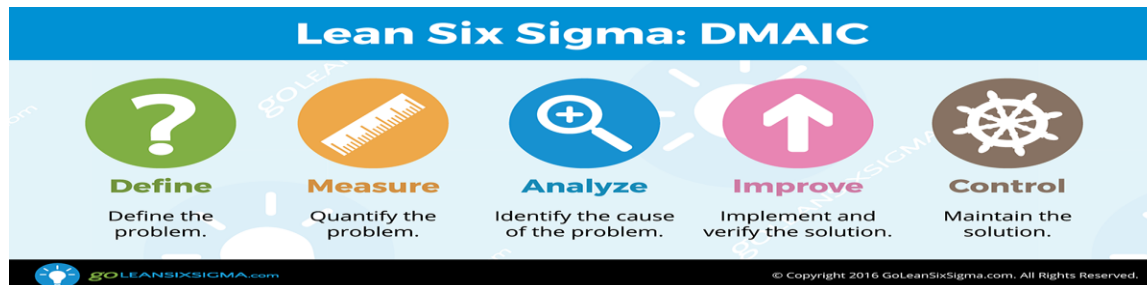 Lean Six Sigma: DMAIC
Define
Define the
problem.
Measure
Quantify the
problem.
Analyze
Identify the cause
of the problem.
Improve
Implement and
verify the solution.
Control
Maintain the
solution.
goLEANSIXSIGMA.com
© Copyright 2016 GoLeanSixSigma.com. All Rights Reserved.